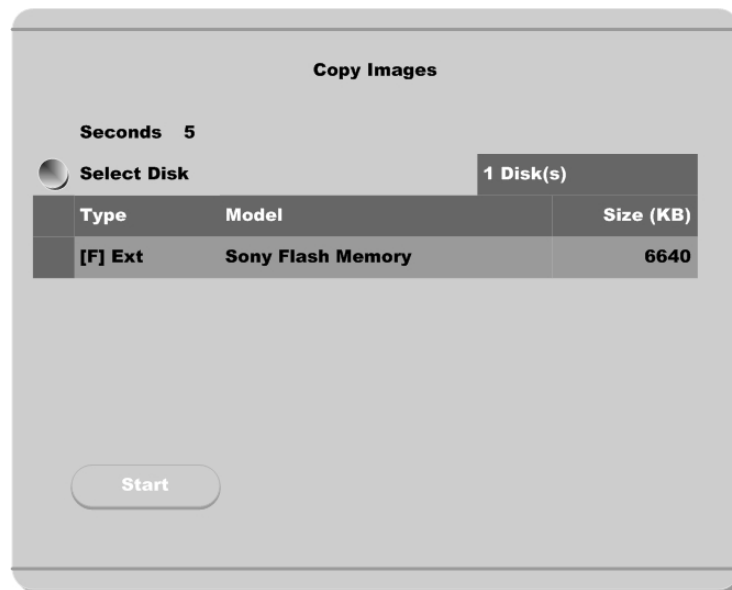 Copy Images
Seconds 5
Select Disk 1 Disk(s)
Type Model Size (KB)
[F] Ext Sony Flash Memory 6640
Start